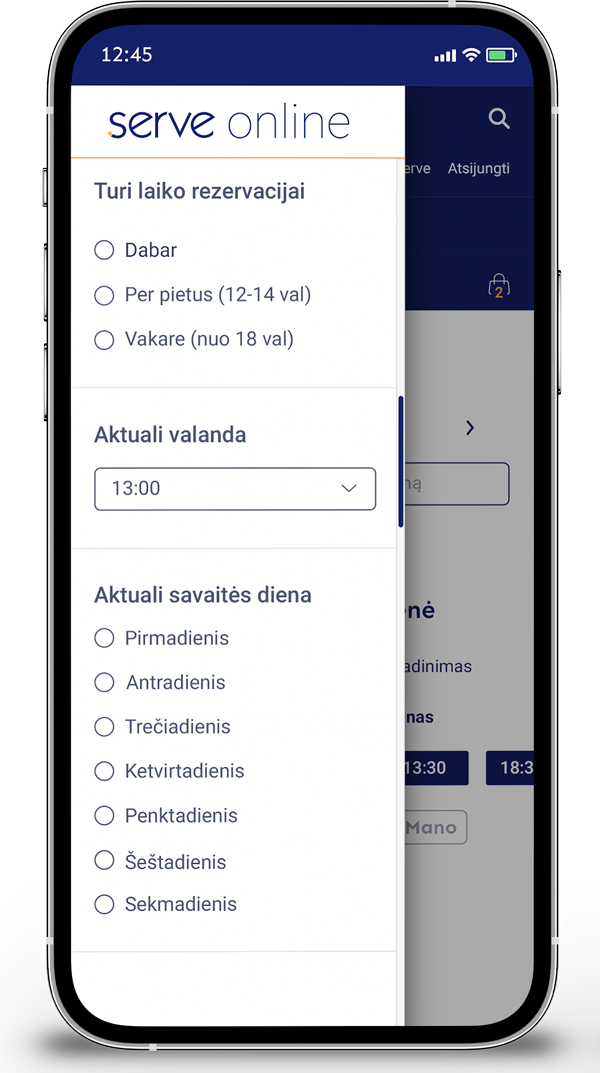 12:45
serve online
erve Atsijungti
Turi laiko rezervacijai
Dabar
Per pietus (12-14 val)
2
Vakare (nuo 18 val)
Aktuali valanda
13:00
ną
Aktuali savaitės diena
enė
Pirmadienis
adinimas
Antradienis
nas
Trečiadienis
13:30 18:3
Ketvirtadienis
Penktadienis
Mano
Šeštadienis
Sekmadienis